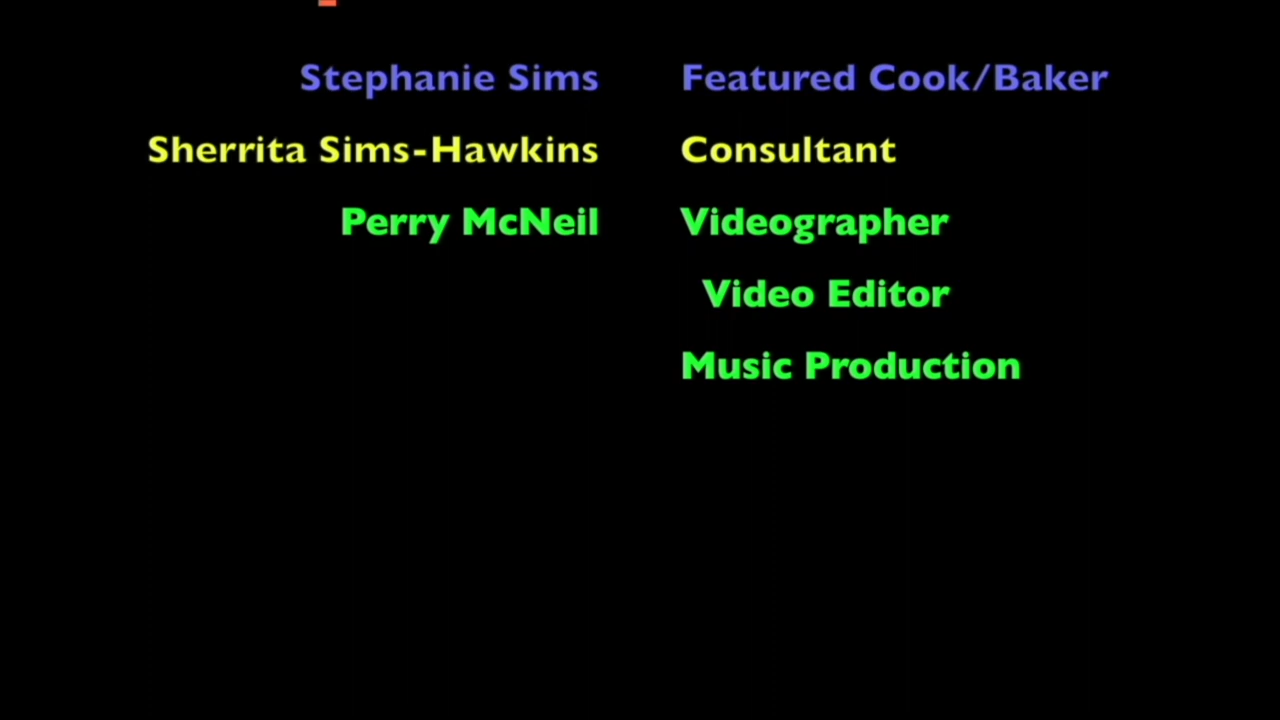 Stephanie Sims Featured Cook/Baker
Sherrita Sims-Hawkins Consultant
Perry McNeil Videographer
Video Editor
Music Production